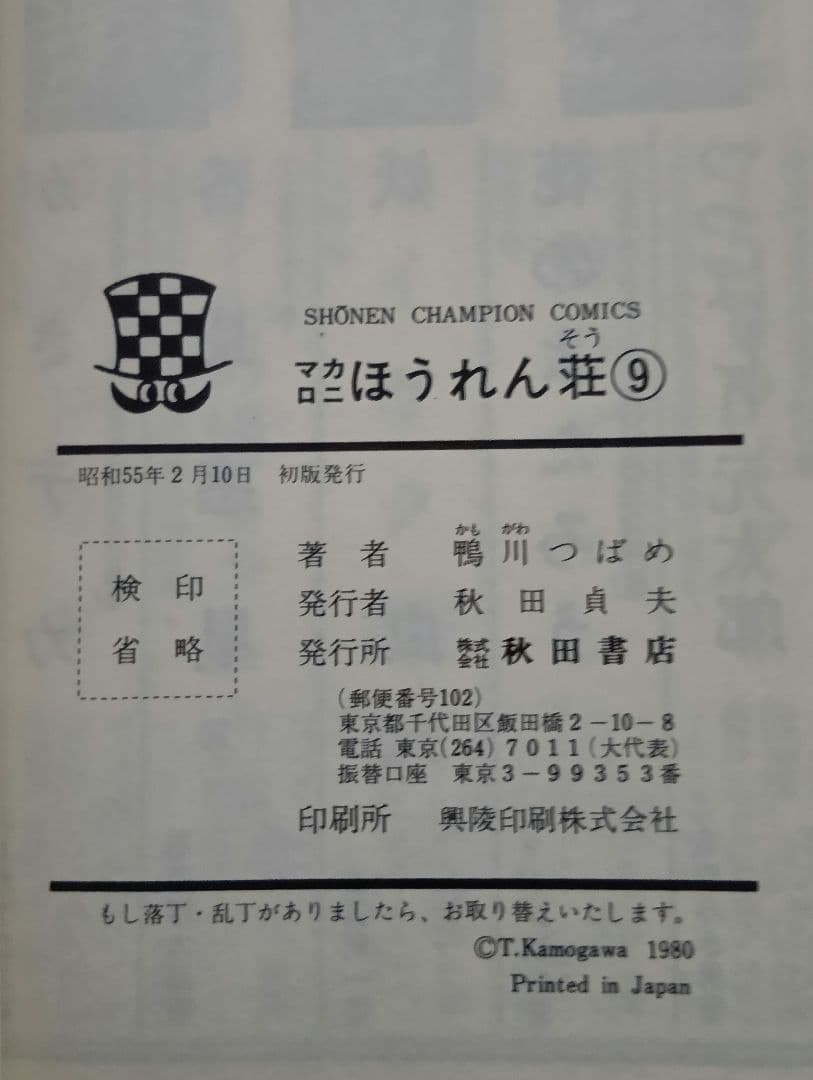 SHŌNEN CHAMPION COMICS
そう
マカロニほうれん荘⑨
昭和55年2月10日 初版発行
検印
省略
かも がわ
著者 鴨川つばめ
発行者 秋田貞夫
発行所 株式会社 秋田書店
(郵便番号102)
東京都千代田区飯田橋2-10-8
電話 東京(264)7011(大代表)
振替口座 東京3-99353番
印刷所 興陵印刷株式会社
もし落丁・乱丁がありましたら、お取り替えいたします。
©T.Kamogawa 1980
Printed in Japan